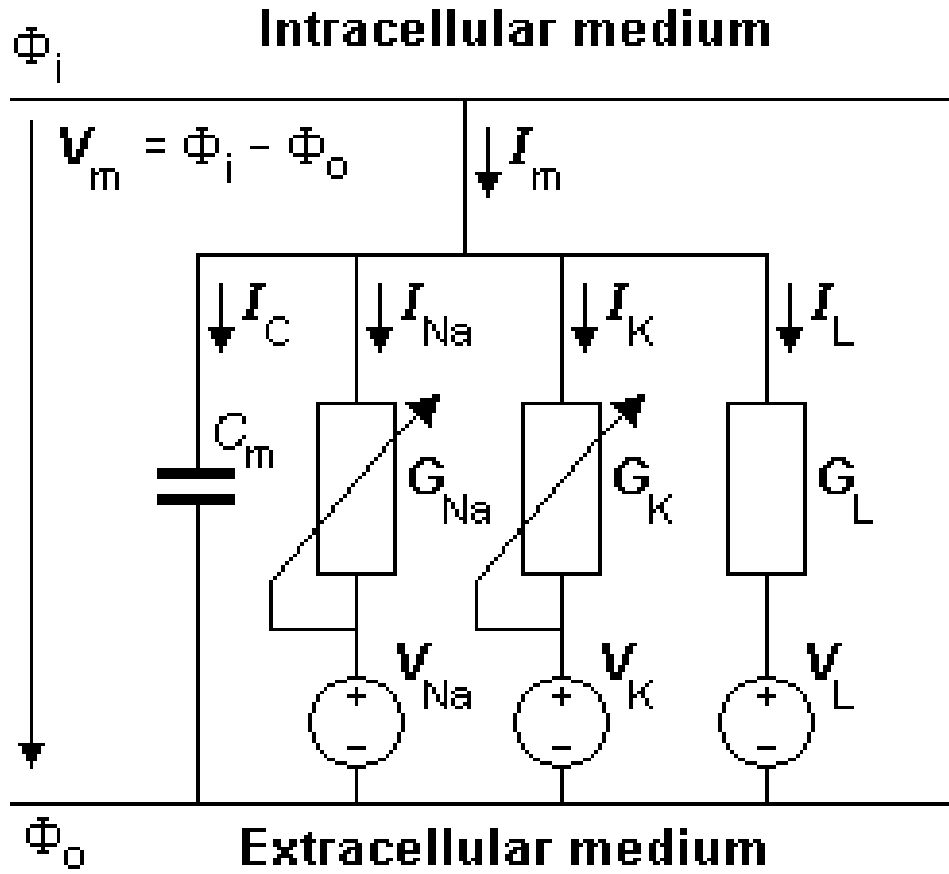 Intracellular medium
Φi
Vm = Φi - Φo
Im
IC
INa
IK
IL
Cm
GNa
GK
GL
VNa
VK
VL
+
+
+
−
−
−
Φo
Extracellular medium